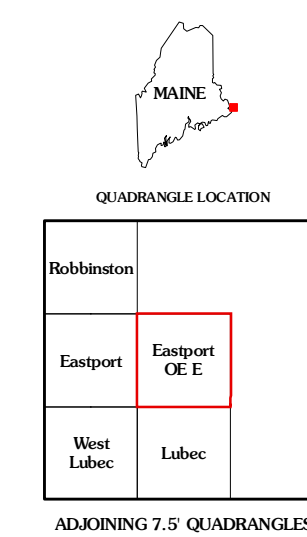 MAINE
QUADRANGLE LOCATION
Robbinston
Eastport
Eastport
OE E
West
Lubec
Lubec
ADJOINING 7.5' QUADRANGLES